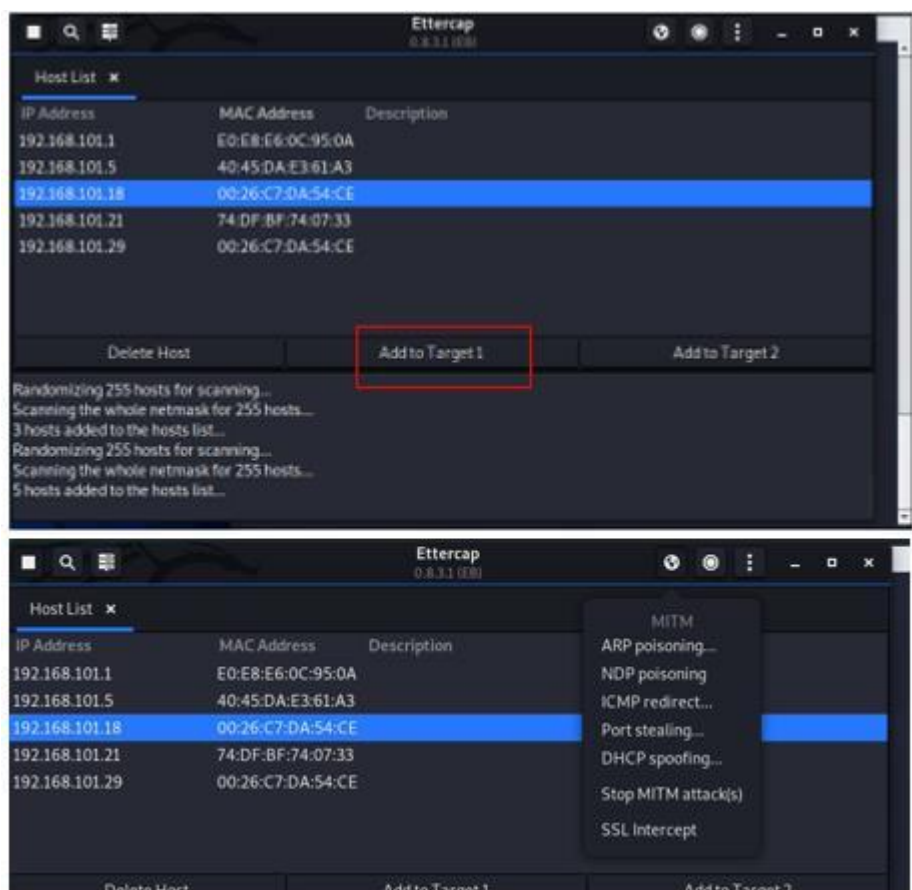 Ettercap
0.8.3.1 (EB)
Host List ×
IP Address MAC Address Description
192.168.101.1 E0:E8:E6:0C:95:0A
192.168.101.5 40:45:DA:E3:61:A3
192.168.101.18 00:26:C7:DA:54:CE
192.168.101.21 74:DF:BF:74:07:33
192.168.101.29 00:26:C7:DA:54:CE
Delete Host Add to Target 1 Add to Target 2
Randomizing 255 hosts for scanning...
Scanning the whole netmask for 255 hosts...
3 hosts added to the hosts list...
Randomizing 255 hosts for scanning...
Scanning the whole netmask for 255 hosts...
5 hosts added to the hosts list...
Ettercap
0.8.3.1 (EB)
Host List ×
MITM
IP Address MAC Address Description ARP poisoning...
192.168.101.1 E0:E8:E6:0C:95:0A NDP poisoning
192.168.101.5 40:45:DA:E3:61:A3 ICMP redirect...
192.168.101.18 00:26:C7:DA:54:CE Port stealing...
192.168.101.21 74:DF:BF:74:07:33 DHCP spoofing...
192.168.101.29 00:26:C7:DA:54:CE
Stop MITM attack(s)
SSL Intercept
Delete Host Add to Target 1 Add to Target 2